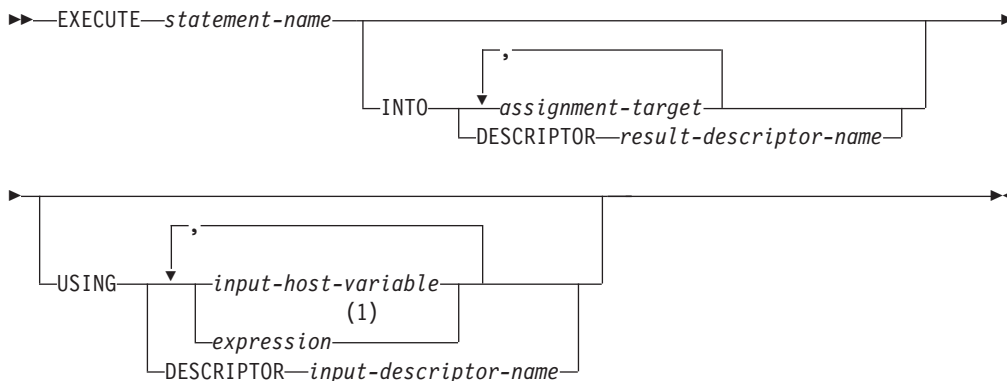 EXECUTE statement-name
,
INTO assignment-target
DESCRIPTOR result-descriptor-name
,
USING input-host-variable
(1)
expression
DESCRIPTOR input-descriptor-name